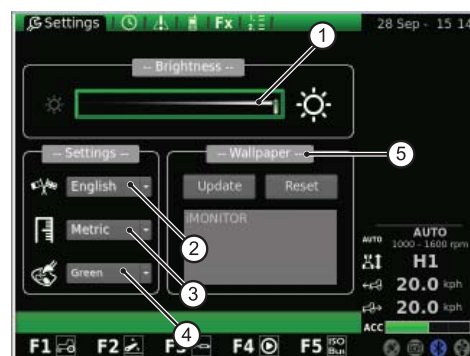 Settings Fx 28 Sep - 15 14
1
-- Brightness --
-- Settings -- -- Wallpaper -- 5
English Update Reset
2
Metric iMONITOR
3
Green
4
AUTO AUTO
1000 - 1600 rpm
H1
20.0 kph
20.0 kph
ACC
F1 F2 F3 F4 F5 ISO
Bus